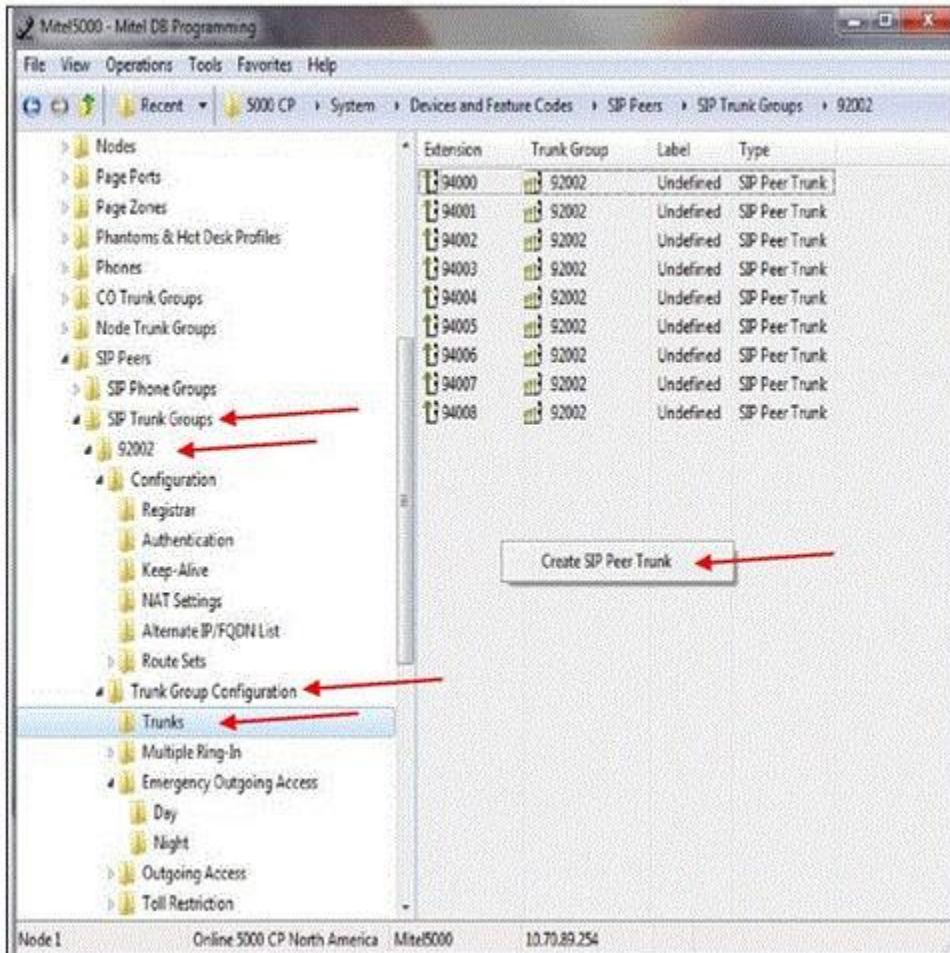 Mitel5000 - Mitel DB Programming
File View Operations Tools Favorites Help
Recent 5000 CP System Devices and Feature Codes SIP Peers SIP Trunk Groups 92002
Nodes
Page Ports
Page Zones
Phantoms & Hot Desk Profiles
Phones
CO Trunk Groups
Node Trunk Groups
SIP Peers
SIP Phone Groups
SIP Trunk Groups
92002
Configuration
Registrar
Authentication
Keep-Alive
NAT Settings
Alternate IP/FQDN List
Route Sets
Trunk Group Configuration
Trunks
Multiple Ring-In
Emergency Outgoing Access
Day
Night
Outgoing Access
Toll Restriction
Extension Trunk Group Label Type
94000 92002 Undefined SIP Peer Trunk
94001 92002 Undefined SIP Peer Trunk
94002 92002 Undefined SIP Peer Trunk
94003 92002 Undefined SIP Peer Trunk
94004 92002 Undefined SIP Peer Trunk
94005 92002 Undefined SIP Peer Trunk
94006 92002 Undefined SIP Peer Trunk
94007 92002 Undefined SIP Peer Trunk
94008 92002 Undefined SIP Peer Trunk
Create SIP Peer Trunk
Node 1 Online 5000 CP North America Mitel5000 10.70.89.254